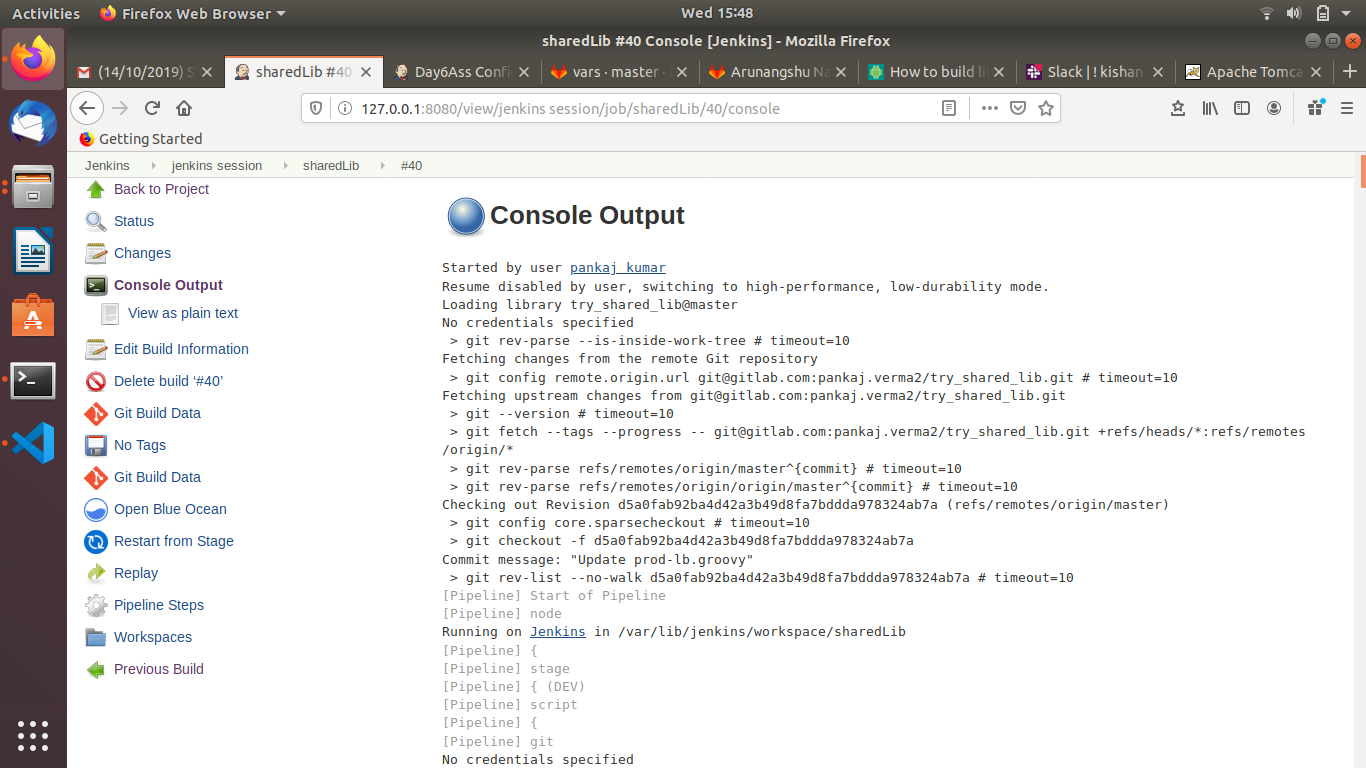 Activities
Firefox Web Browser
Wed 15:48
sharedLib #40 Console [Jenkins] - Mozilla Firefox
(14/10/2019) S
sharedLib #40
Day6Ass Confi
vars · master ·
Arunangshu Na
How to build li
Slack | ! kishan
Apache Tomca
127.0.0.1:8080/view/jenkins session/job/sharedLib/40/console
Getting Started
Jenkins
jenkins session
sharedLib
#40
Back to Project
Status
Changes
Console Output
View as plain text
Edit Build Information
Delete build ‘#40’
Git Build Data
No Tags
Git Build Data
Open Blue Ocean
Restart from Stage
Replay
Pipeline Steps
Workspaces
Previous Build
Console Output
Started by user pankaj kumar
Resume disabled by user, switching to high-performance, low-durability mode.
Loading library try_shared_lib@master
No credentials specified
> git rev-parse --is-inside-work-tree # timeout=10
Fetching changes from the remote Git repository
> git config remote.origin.url git@gitlab.com:pankaj.verma2/try_shared_lib.git # timeout=10
Fetching upstream changes from git@gitlab.com:pankaj.verma2/try_shared_lib.git
> git --version # timeout=10
> git fetch --tags --progress -- git@gitlab.com:pankaj.verma2/try_shared_lib.git +refs/heads/*:refs/remotes
/origin/*
> git rev-parse refs/remotes/origin/master^{commit} # timeout=10
> git rev-parse refs/remotes/origin/origin/master^{commit} # timeout=10
Checking out Revision d5a0fab92ba4d42a3b49d8fa7bddda978324ab7a (refs/remotes/origin/master)
> git config core.sparsecheckout # timeout=10
> git checkout -f d5a0fab92ba4d42a3b49d8fa7bddda978324ab7a
Commit message: "Update prod-lb.groovy"
> git rev-list --no-walk d5a0fab92ba4d42a3b49d8fa7bddda978324ab7a # timeout=10
[Pipeline] Start of Pipeline
[Pipeline] node
Running on Jenkins in /var/lib/jenkins/workspace/sharedLib
[Pipeline] {
[Pipeline] stage
[Pipeline] { (DEV)
[Pipeline] script
[Pipeline] {
[Pipeline] git
No credentials specified